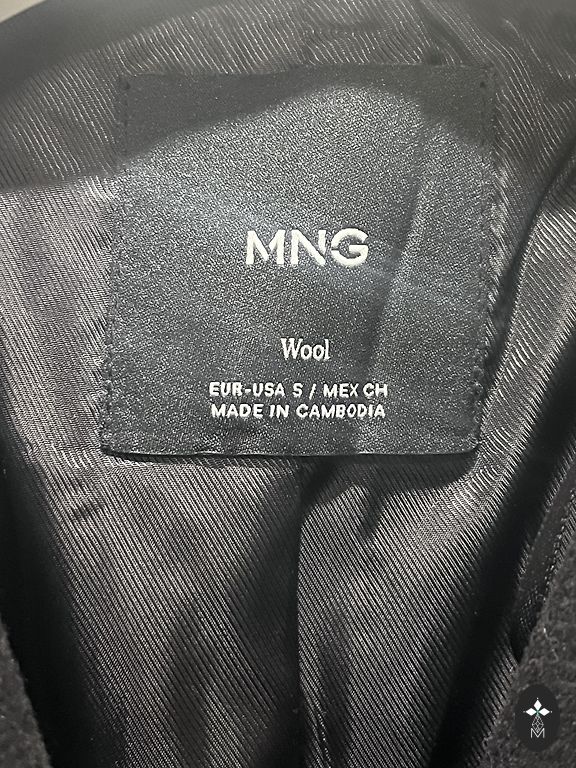 MNG
Wool
EUR-USA S / MEX CH
MADE IN CAMBODIA
M